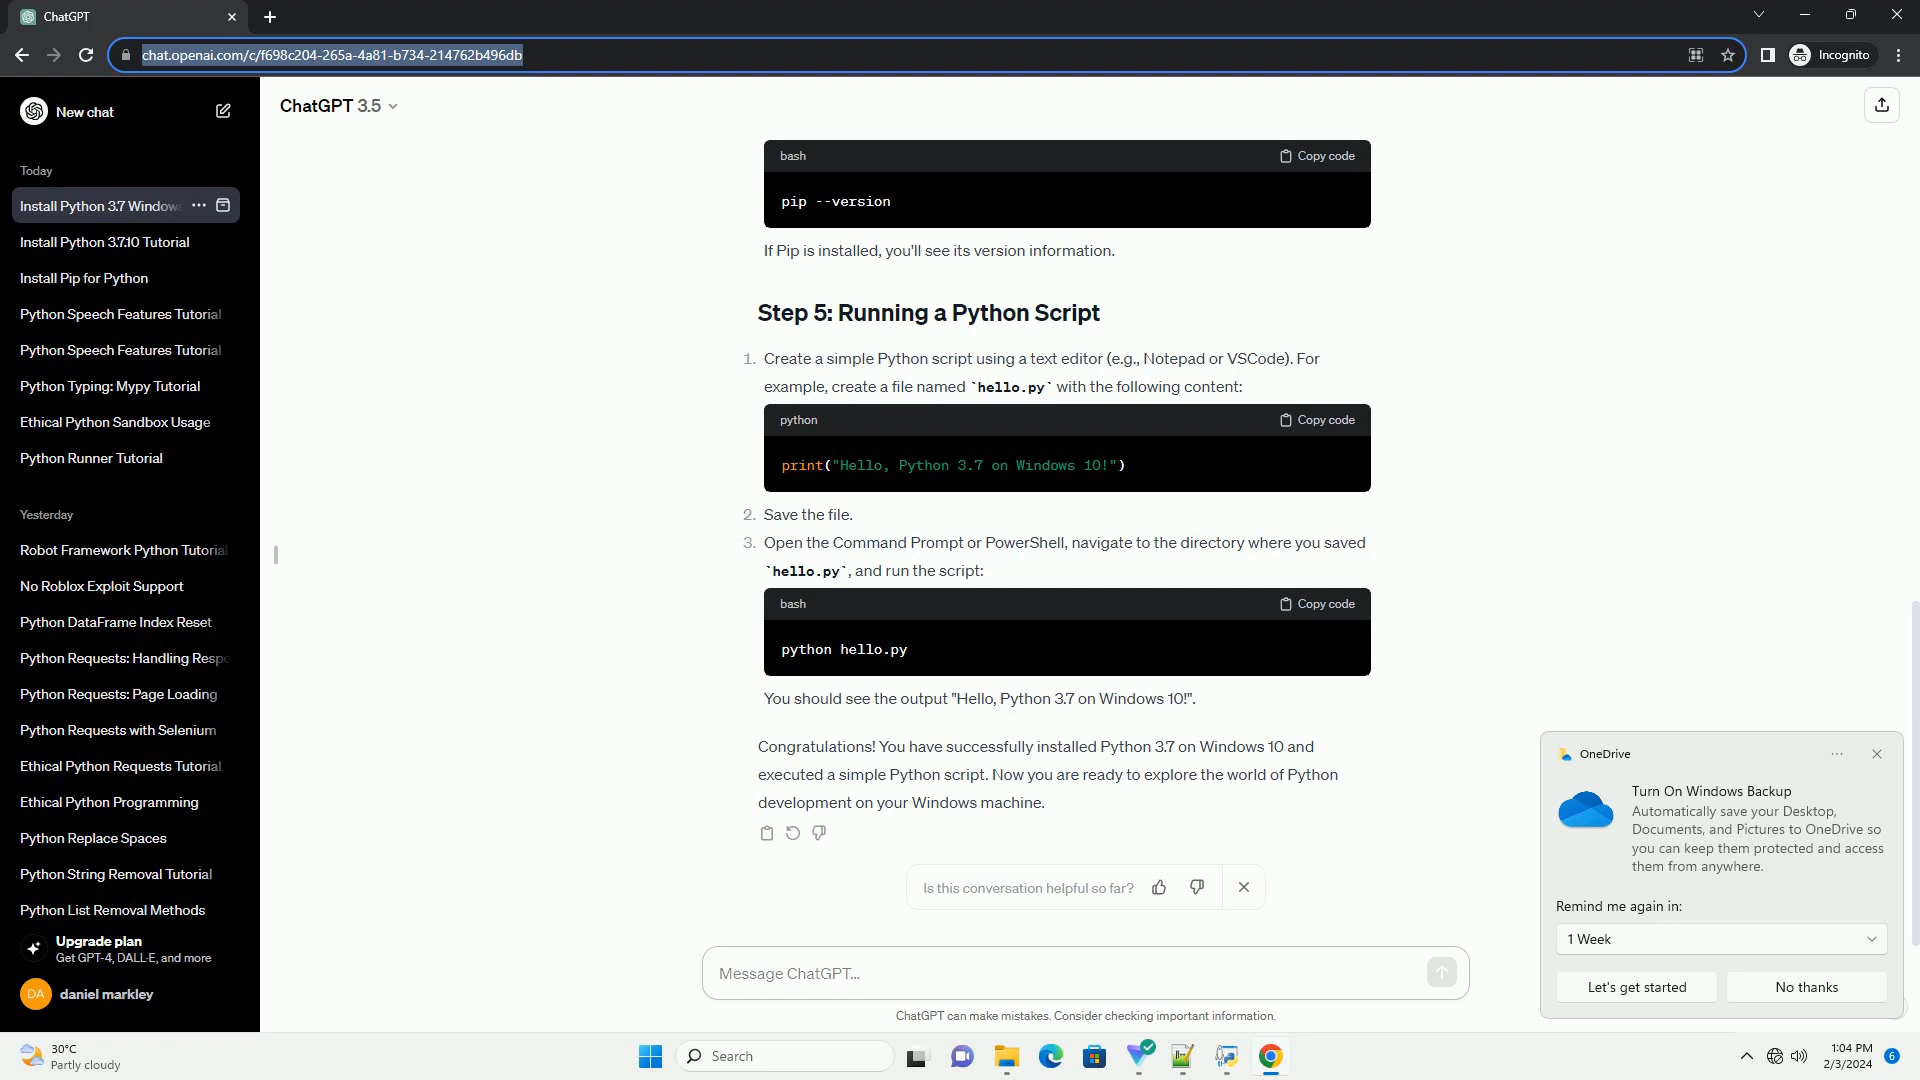 ChatGPT
chat.openai.com/c/f698c204-265a-4a81-b734-214762b496db
Incognito
New chat
Today
Install Python 3.7 Window
Install Python 3.7.10 Tutorial
Install Pip for Python
Python Speech Features Tutorial
Python Speech Features Tutorial
Python Typing: Mypy Tutorial
Ethical Python Sandbox Usage
Python Runner Tutorial
Yesterday
Robot Framework Python Tutorial
No Roblox Exploit Support
Python DataFrame Index Reset
Python Requests: Handling Respo
Python Requests: Page Loading
Python Requests with Selenium
Ethical Python Requests Tutorial
Ethical Python Programming
Python Replace Spaces
Python String Removal Tutorial
Python List Removal Methods
Upgrade plan
Get GPT-4, DALL·E, and more
DA
daniel markley
ChatGPT 3.5
bash
Copy code
pip --version
If Pip is installed, you'll see its version information.
Step 5: Running a Python Script
1. Create a simple Python script using a text editor (e.g., Notepad or VSCode). For
example, create a file named `hello.py` with the following content:
python
Copy code
print("Hello, Python 3.7 on Windows 10!")
2. Save the file.
3. Open the Command Prompt or PowerShell, navigate to the directory where you saved
`hello.py`, and run the script:
bash
Copy code
python hello.py
You should see the output "Hello, Python 3.7 on Windows 10!".
Congratulations! You have successfully installed Python 3.7 on Windows 10 and
executed a simple Python script. Now you are ready to explore the world of Python
development on your Windows machine.
Is this conversation helpful so far?
Message ChatGPT...
ChatGPT can make mistakes. Consider checking important information.
OneDrive
Turn On Windows Backup
Automatically save your Desktop,
Documents, and Pictures to OneDrive so
you can keep them protected and access
them from anywhere.
Remind me again in:
1 Week
Let's get started
No thanks
30°C
Partly cloudy
Search
1:04 PM
2/3/2024
6